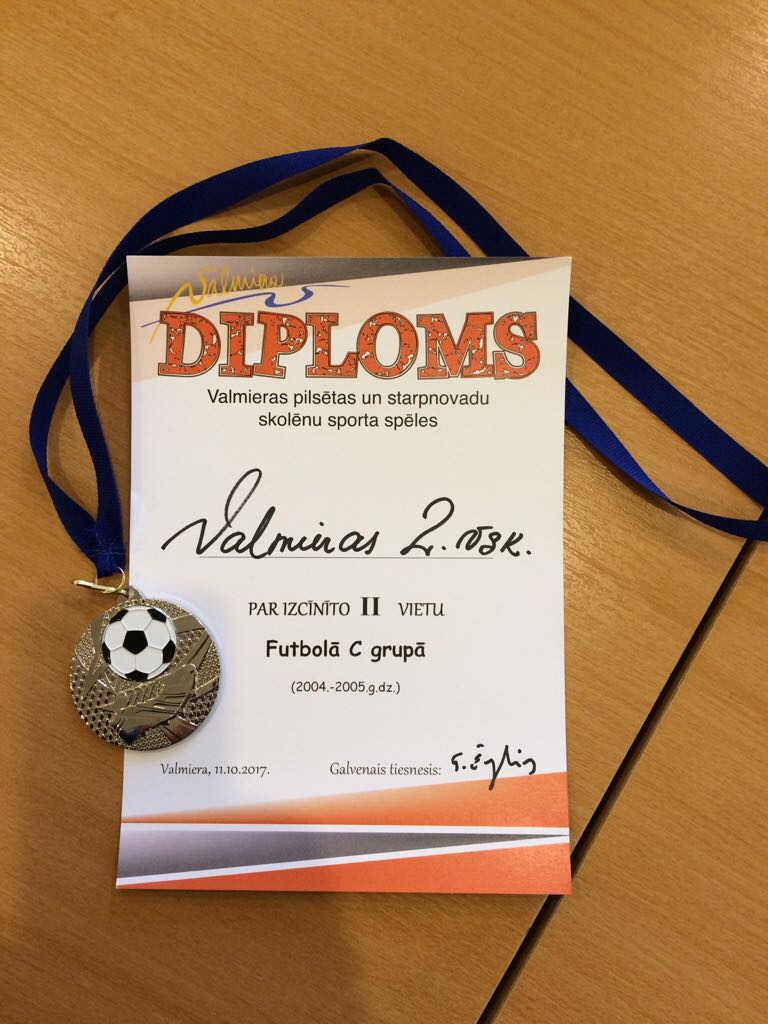 Valmiera
DIPLOMS
Valmieras pilsētas un starpnovadu
skolēnu sporta spēles
Valmieras 2. vsk.
PAR IZCĪNĪTO II VIETU
Futbolā C grupā
(2004.-2005.g.dz.)
Valmiera, 11.10.2017.
Galvenais tiesnesis: